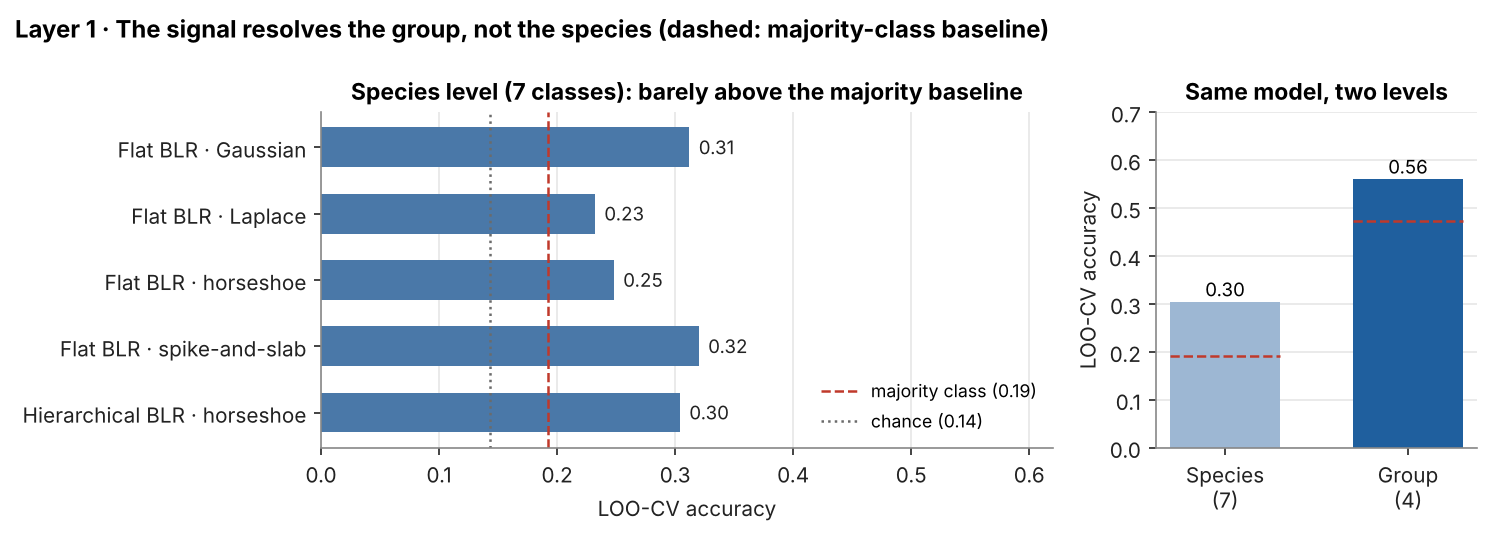 Layer 1 · The signal resolves the group, not the species (dashed: majority-class baseline)
Species level (7 classes): barely above the majority baseline
Flat BLR · Gaussian
0.31
Flat BLR · Laplace
0.23
Flat BLR · horseshoe
0.25
Flat BLR · spike-and-slab
0.32
Hierarchical BLR · horseshoe
0.30
majority class (0.19)
chance (0.14)
0.0 0.1 0.2 0.3 0.4 0.5 0.6
LOO-CV accuracy
Same model, two levels
LOO-CV accuracy
0.7
0.6
0.5
0.4
0.3
0.2
0.1
0.0
0.30
0.56
Species
(7)
Group
(4)